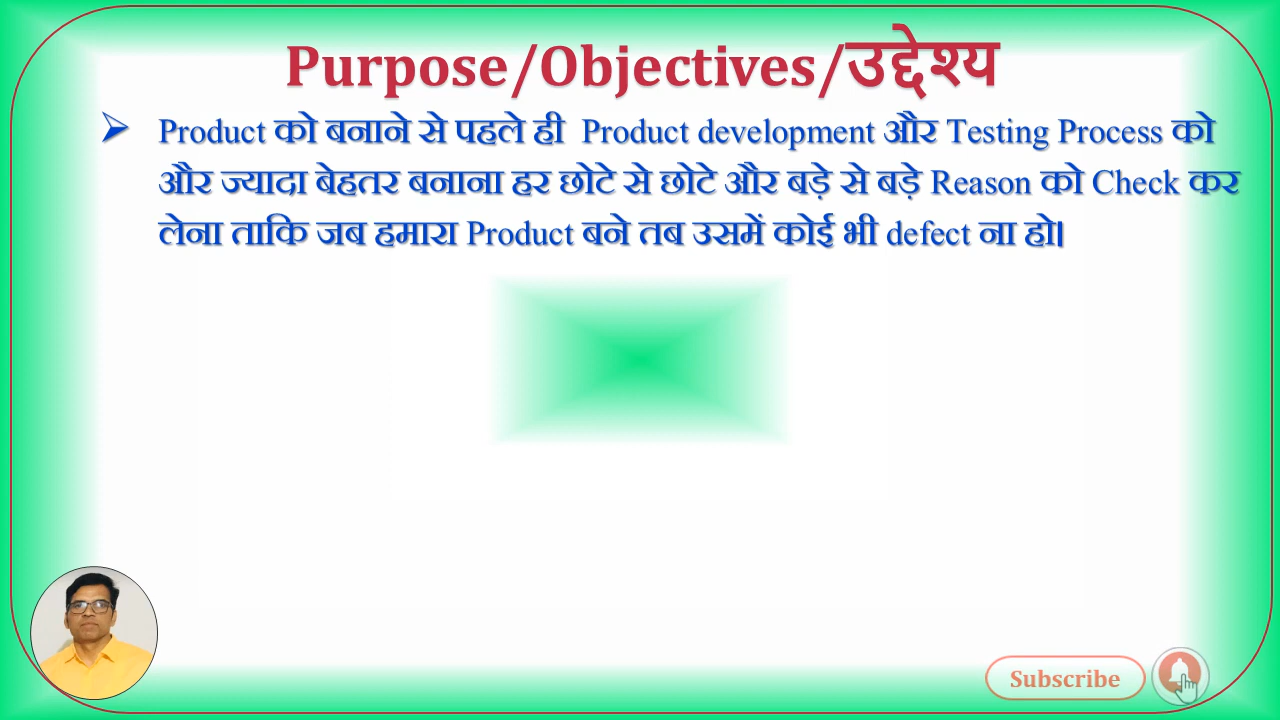 Purpose/Objectives/उद्देश्य
Product को बनाने से पहले ही Product development और Testing Process को
और ज्यादा बेहतर बनाना हर छोटे से छोटे और बड़े से बड़े Reason को Check कर
लेना ताकि जब हमारा Product बने तब उसमें कोई भी defect ना हो।
Subscribe